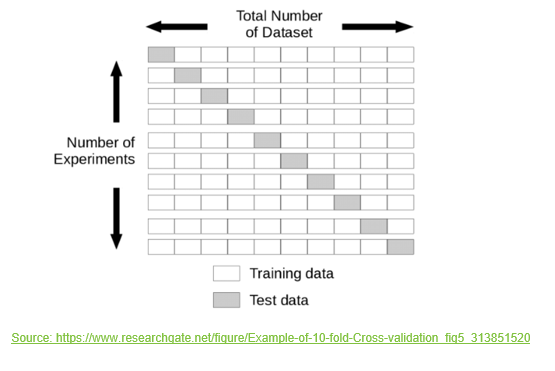 Total Number
of Dataset
Number of
Experiments
Training data
Test data
Source: https://www.researchgate.net/figure/Example-of-10-fold-Cross-validation_fig5_313851520